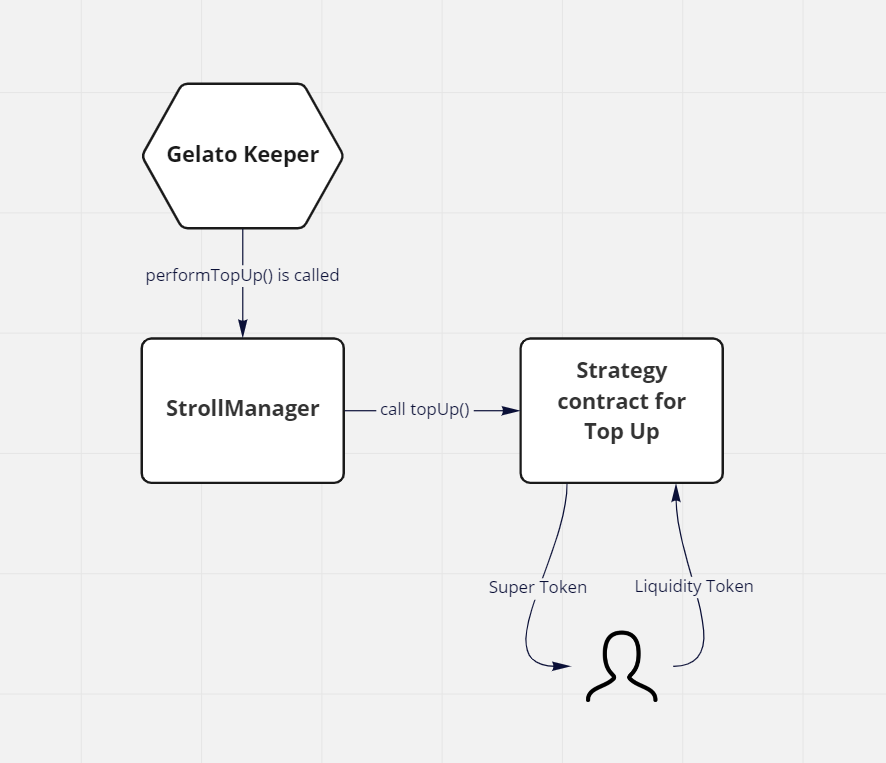 Gelato Keeper
performTopUp() is called
StrollManager
call topUp()
Strategy
contract for
Top Up
Super Token
Liquidity Token